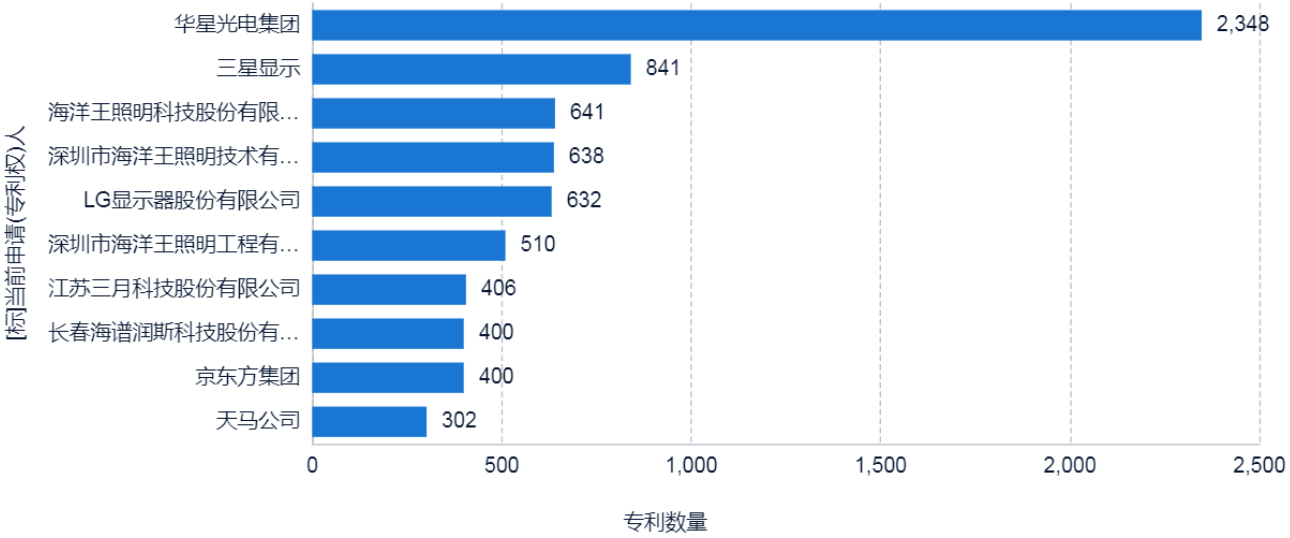 华星光电集团 2,348
三星显示 841
海洋王照明科技股份有限... 641
深圳市海洋王照明技术有... 638
LG显示器股份有限公司 632
深圳市海洋王照明工程有... 510
江苏三月科技股份有限公司 406
长春海谱润斯科技股份有... 400
京东方集团 400
天马公司 302
[标]当前申请(专利权)人
0 500 1,000 1,500 2,000 2,500
专利数量